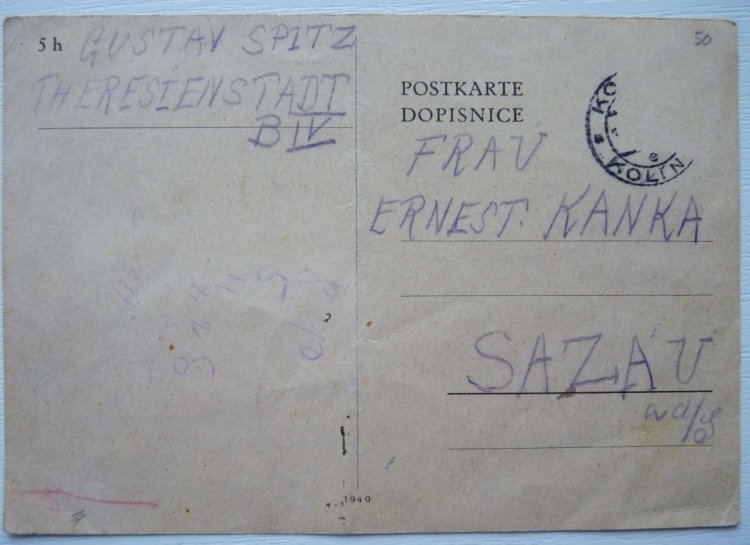 5 h GUSTAV SPITZ
THERESIENSTADT
B IV
50
POSTKARTE
DOPISNICE
KOLIN
FRAU
ERNEST. KANKA
SAZAU
a d/S
1940